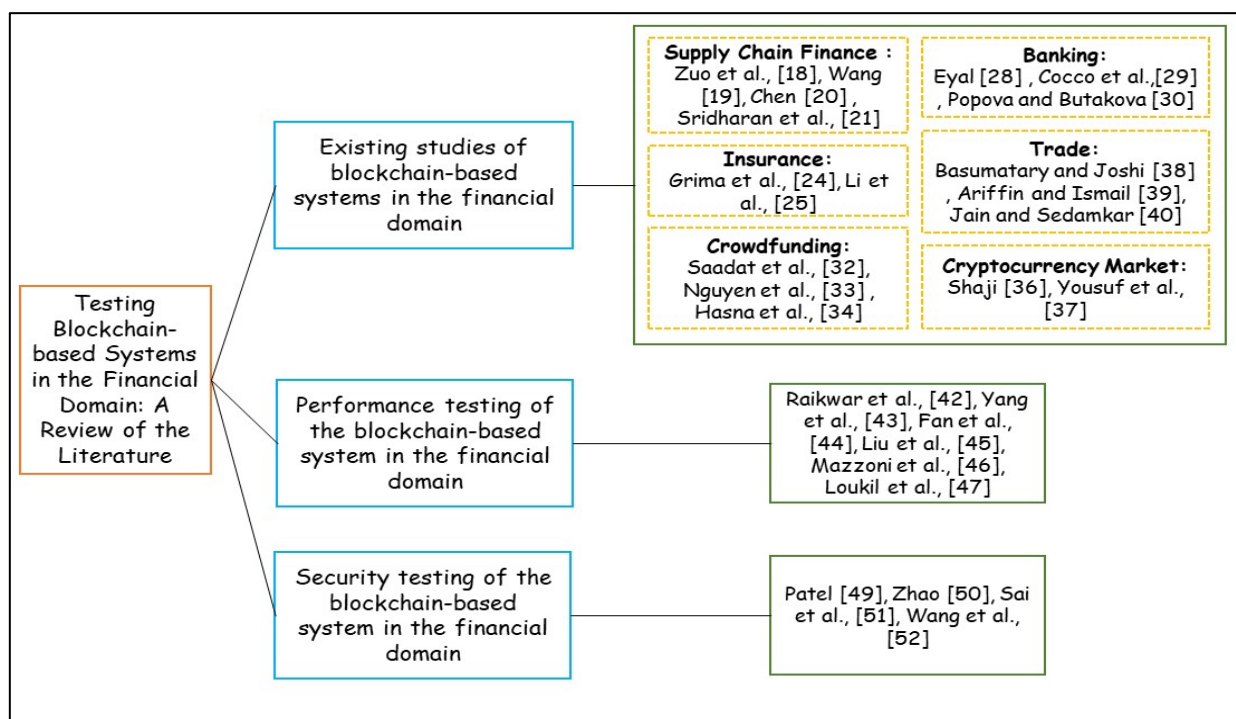 Testing
Blockchain-
based Systems
in the Financial
Domain: A
Review of the
Literature
Existing studies of
blockchain-based
systems in the financial
domain
Supply Chain Finance :
Zuo et al., [18], Wang
[19], Chen [20] ,
Sridharan et al., [21]
Insurance:
Grima et al., [24], Li et
al., [25]
Crowdfunding:
Saadat et al., [32],
Nguyen et al., [33] ,
Hasna et al., [34]
Banking:
Eyal [28] , Cocco et al.,[29]
, Popova and Butakova [30]
Trade:
Basumatary and Joshi [38]
, Ariffin and Ismail [39],
Jain and Sedamkar [40]
Cryptocurrency Market:
Shaji [36], Yousuf et al.,
[37]
Performance testing of
the blockchain-based
system in the financial
domain
Raikwar et al., [42], Yang
et al., [43], Fan et al.,
[44], Liu et al., [45],
Mazzoni et al., [46],
Loukil et al., [47]
Security testing of the
blockchain-based
system in the financial
domain
Patel [49], Zhao [50], Sai
et al., [51], Wang et al.,
[52]